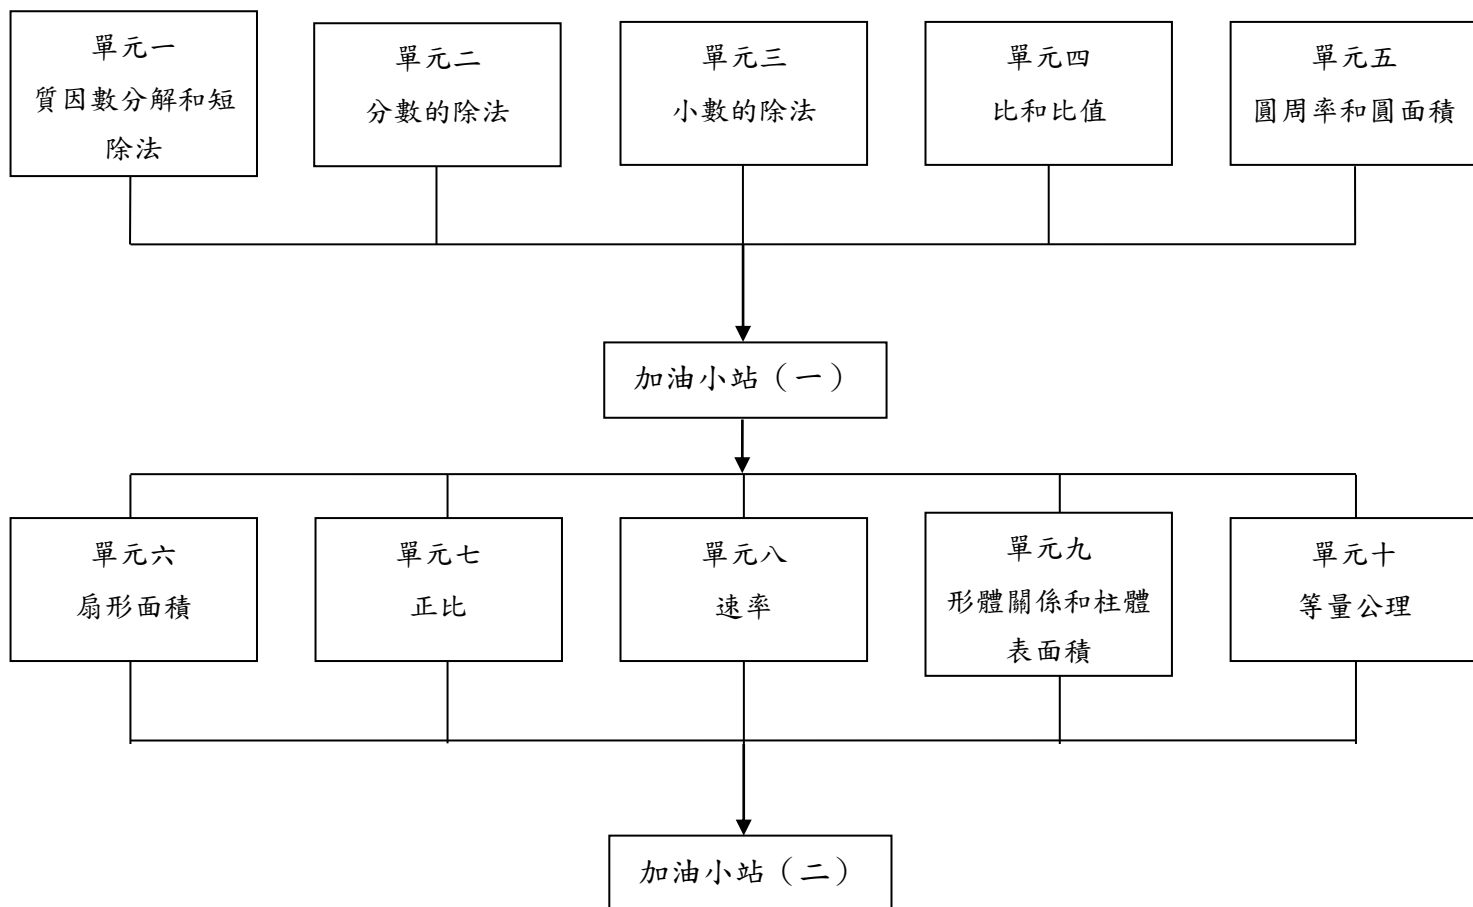 單元一
質因數分解和短
除法
單元二
分數的除法
單元三
小數的除法
單元四
比和比值
單元五
圓周率和圓面積
加油小站（一）
單元六
扇形面積
單元七
正比
單元八
速率
單元九
形體關係和柱體
表面積
單元十
等量公理
加油小站（二）